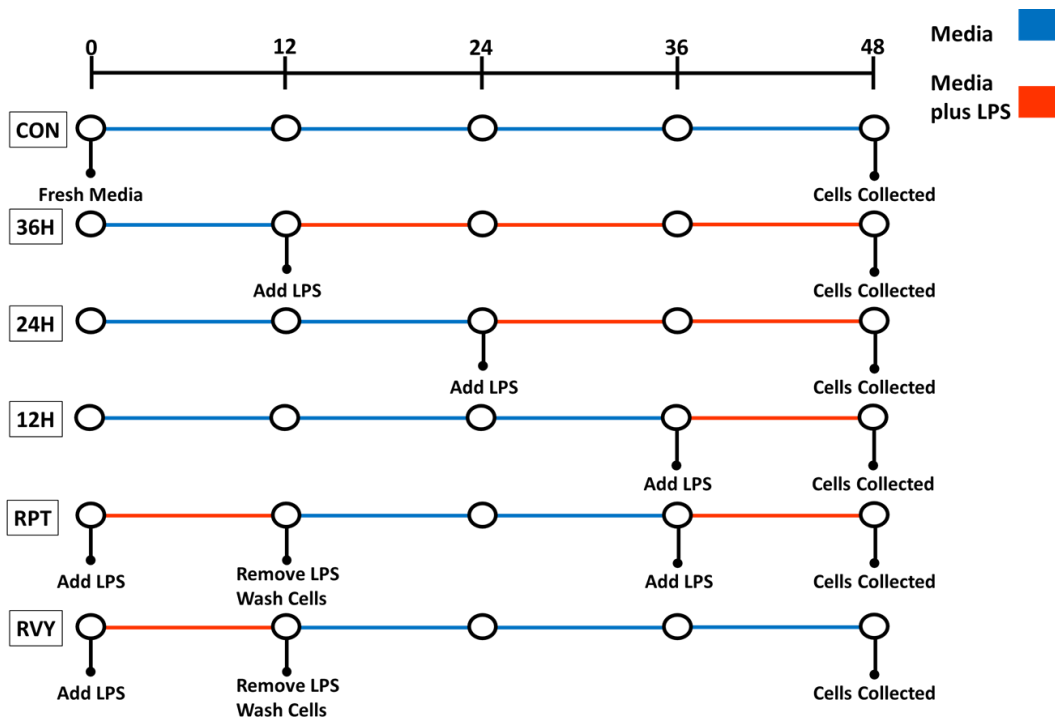 0 12 24 36 48
Media
Media
plus LPS
CON
Fresh Media
Cells Collected
36H
Add LPS
Cells Collected
24H
Add LPS
Cells Collected
12H
Add LPS
Cells Collected
RPT
Add LPS
Remove LPS
Wash Cells
Add LPS
Cells Collected
RVY
Add LPS
Remove LPS
Wash Cells
Cells Collected